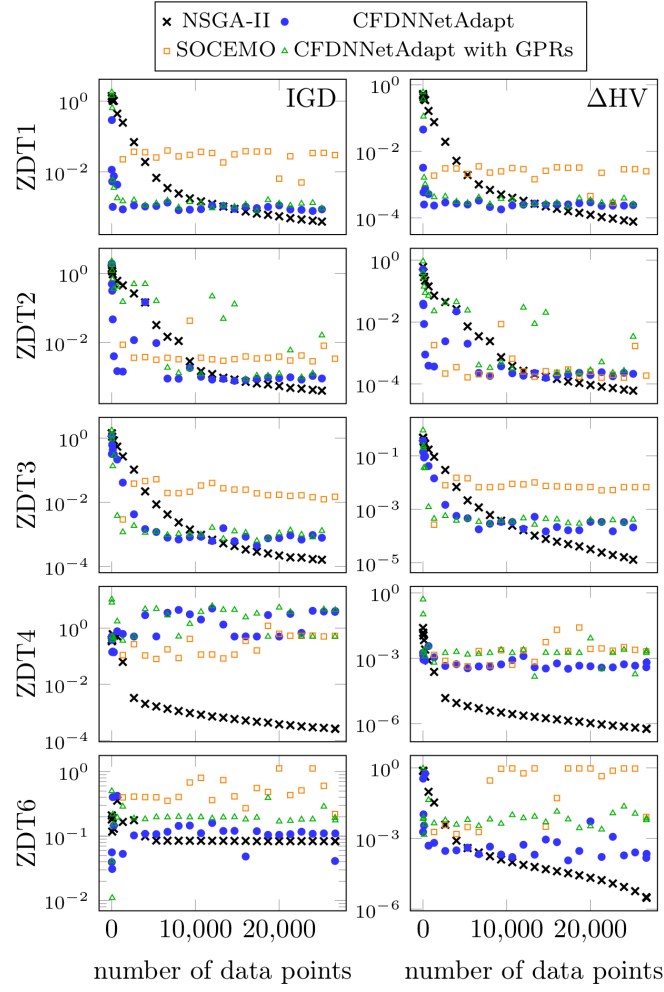 NSGA-II CFDNNetAdapt
SOCEMO CFDNNetAdapt with GPRs
IGD
ΔHV
ZDT1
10^0
10^−2
10^0
10^−2
10^−4
ZDT2
10^0
10^−2
10^0
10^−2
10^−4
ZDT3
10^0
10^−2
10^−4
10^−1
10^−3
10^−5
ZDT4
10^0
10^−2
10^−4
10^0
10^−3
10^−6
ZDT6
10^0
10^−1
10^−2
10^0
10^−3
10^−6
0 10,000 20,000
0 10,000 20,000
number of data points
number of data points